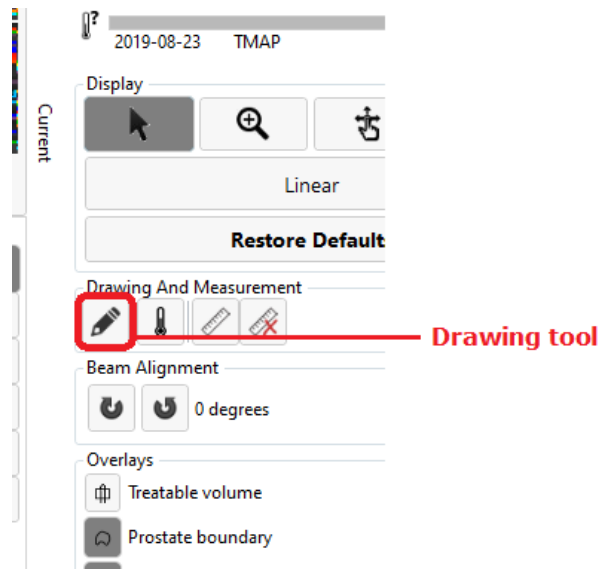 ?
2019-08-23 TMAP
Current
Display
Linear
Restore Default
Drawing And Measurement
Drawing tool
Beam Alignment
0 degrees
Overlays
Treatable volume
Prostate boundary